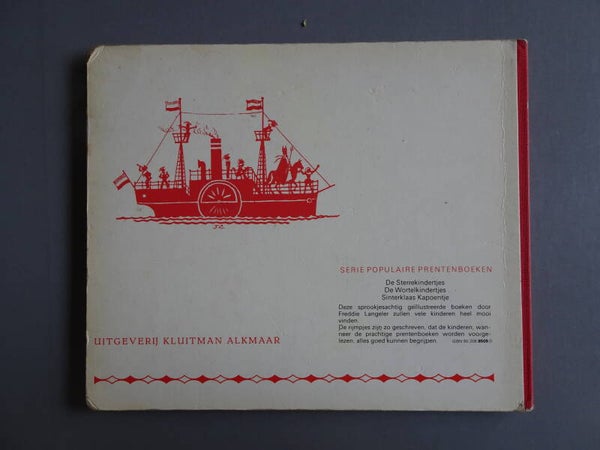 SERIE POPULAIRE PRENTENBOEKEN
De Sterrekindertjes
De Wortelkindertjes
Sinterklaas Kapoentje
Deze sprookjesachtig geïllustreerde boeken door
Freddie Langeler zullen vele kinderen heel mooi
vinden.
De rijmpjes zijn zo geschreven, dat de kinderen, wan-
neer de prachtige prentenboeken worden voorge-
lezen, alles goed kunnen begrijpen.
UITGEVERIJ KLUITMAN ALKMAAR